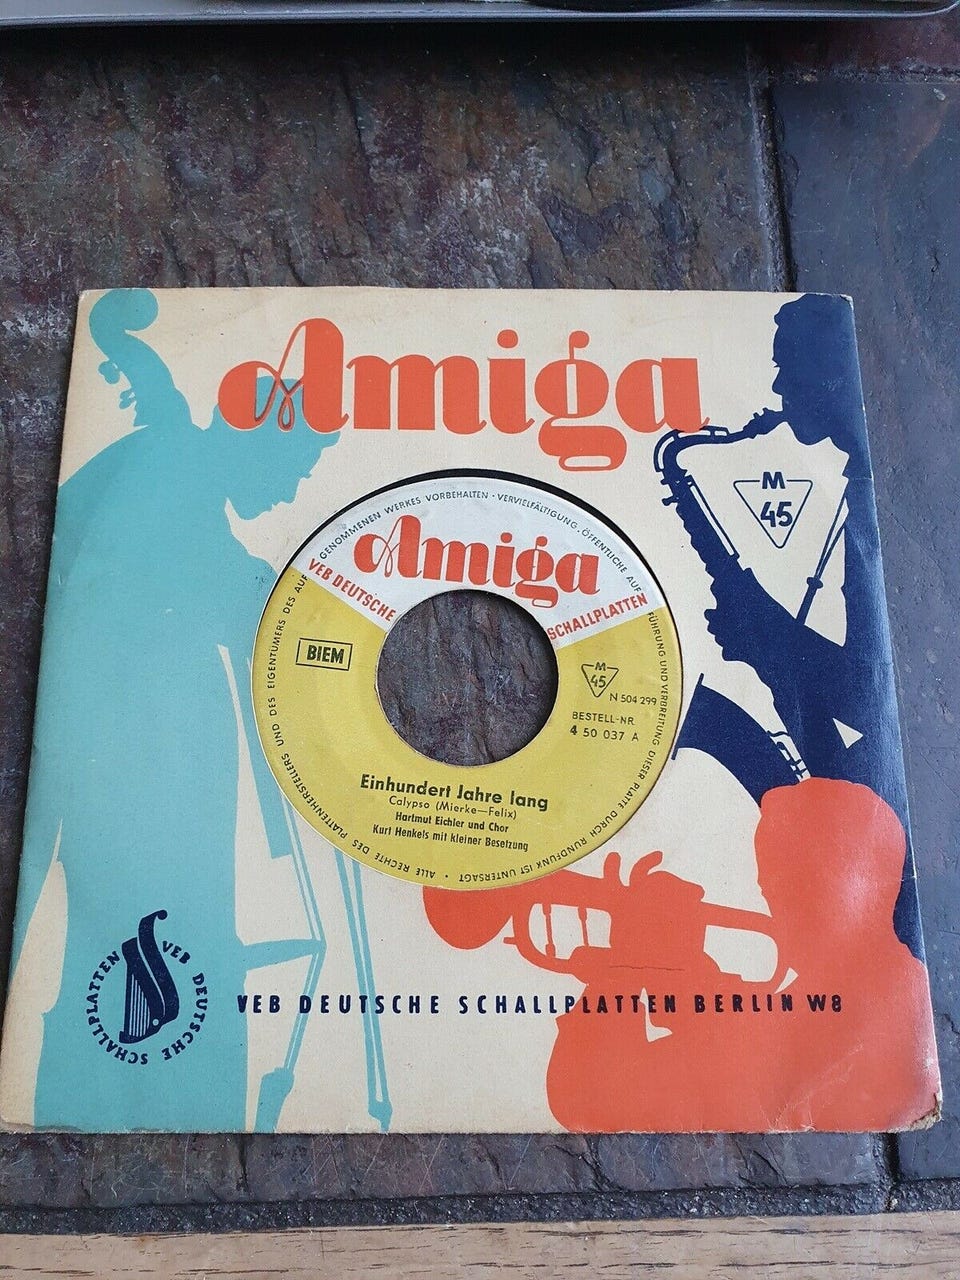 Amiga
M
45
GENOMMENEN WERKES VORBEHALTEN · VERVIELFÄLTIGUNG · ÖFFENTLICHE AUFFÜHRUNG UND VERBREITUNG DIESER PLATTE DURCH RUNDFUNK IST UNTERSAGT · ALLE RECHTE DES PLATTENHERSTELLERS UND DES EIGENTÜMERS DES AUF
Amiga
VEB DEUTSCHE SCHALLPLATTEN
BIEM
M
45
N 504 299
BESTELL-NR
4 50 037 A
Einhundert Jahre lang
Calypso (Mierke—Felix)
Hartmut Eichler und Chor
Kurt Henkels mit kleiner Besetzung
VEB DEUTSCHE SCHALLPLATTEN
VEB DEUTSCHE SCHALLPLATTEN BERLIN W8